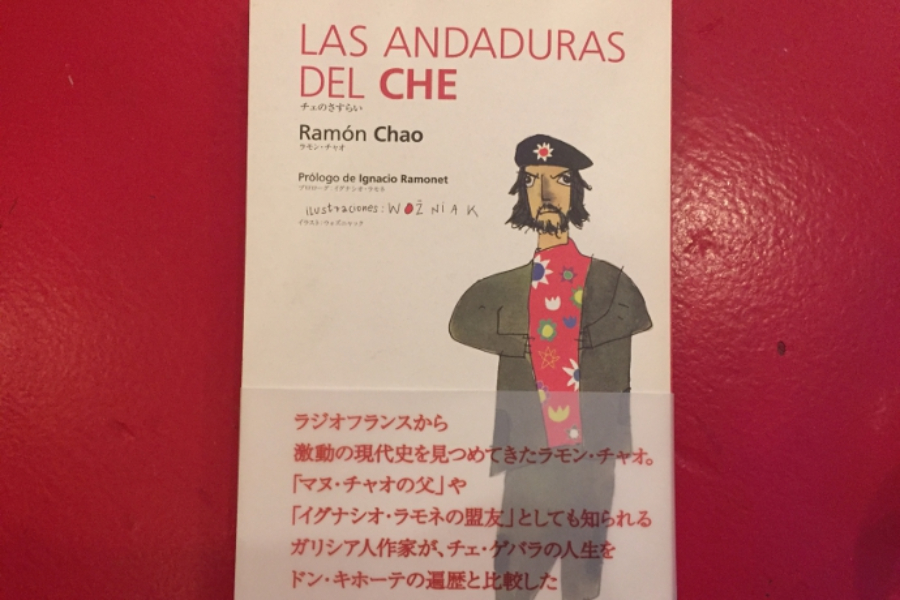 LAS ANDADURAS
DEL CHE
チェのさすらい
Ramón Chao
ラモン・チャオ
Prólogo de Ignacio Ramonet
プロローグ・イグナシオ・ラモネ
ilustraciones: WOŹNiAK
イラスト・ウォズニャック
ラジオフランスから
激動の現代史を見つめてきたラモン・チャオ。
「マヌ・チャオの父」や
「イグナシオ・ラモネの盟友」としても知られる
ガリシア人作家が、チェ・ゲバラの人生を
ドン・キホーテの遍歴と比較した